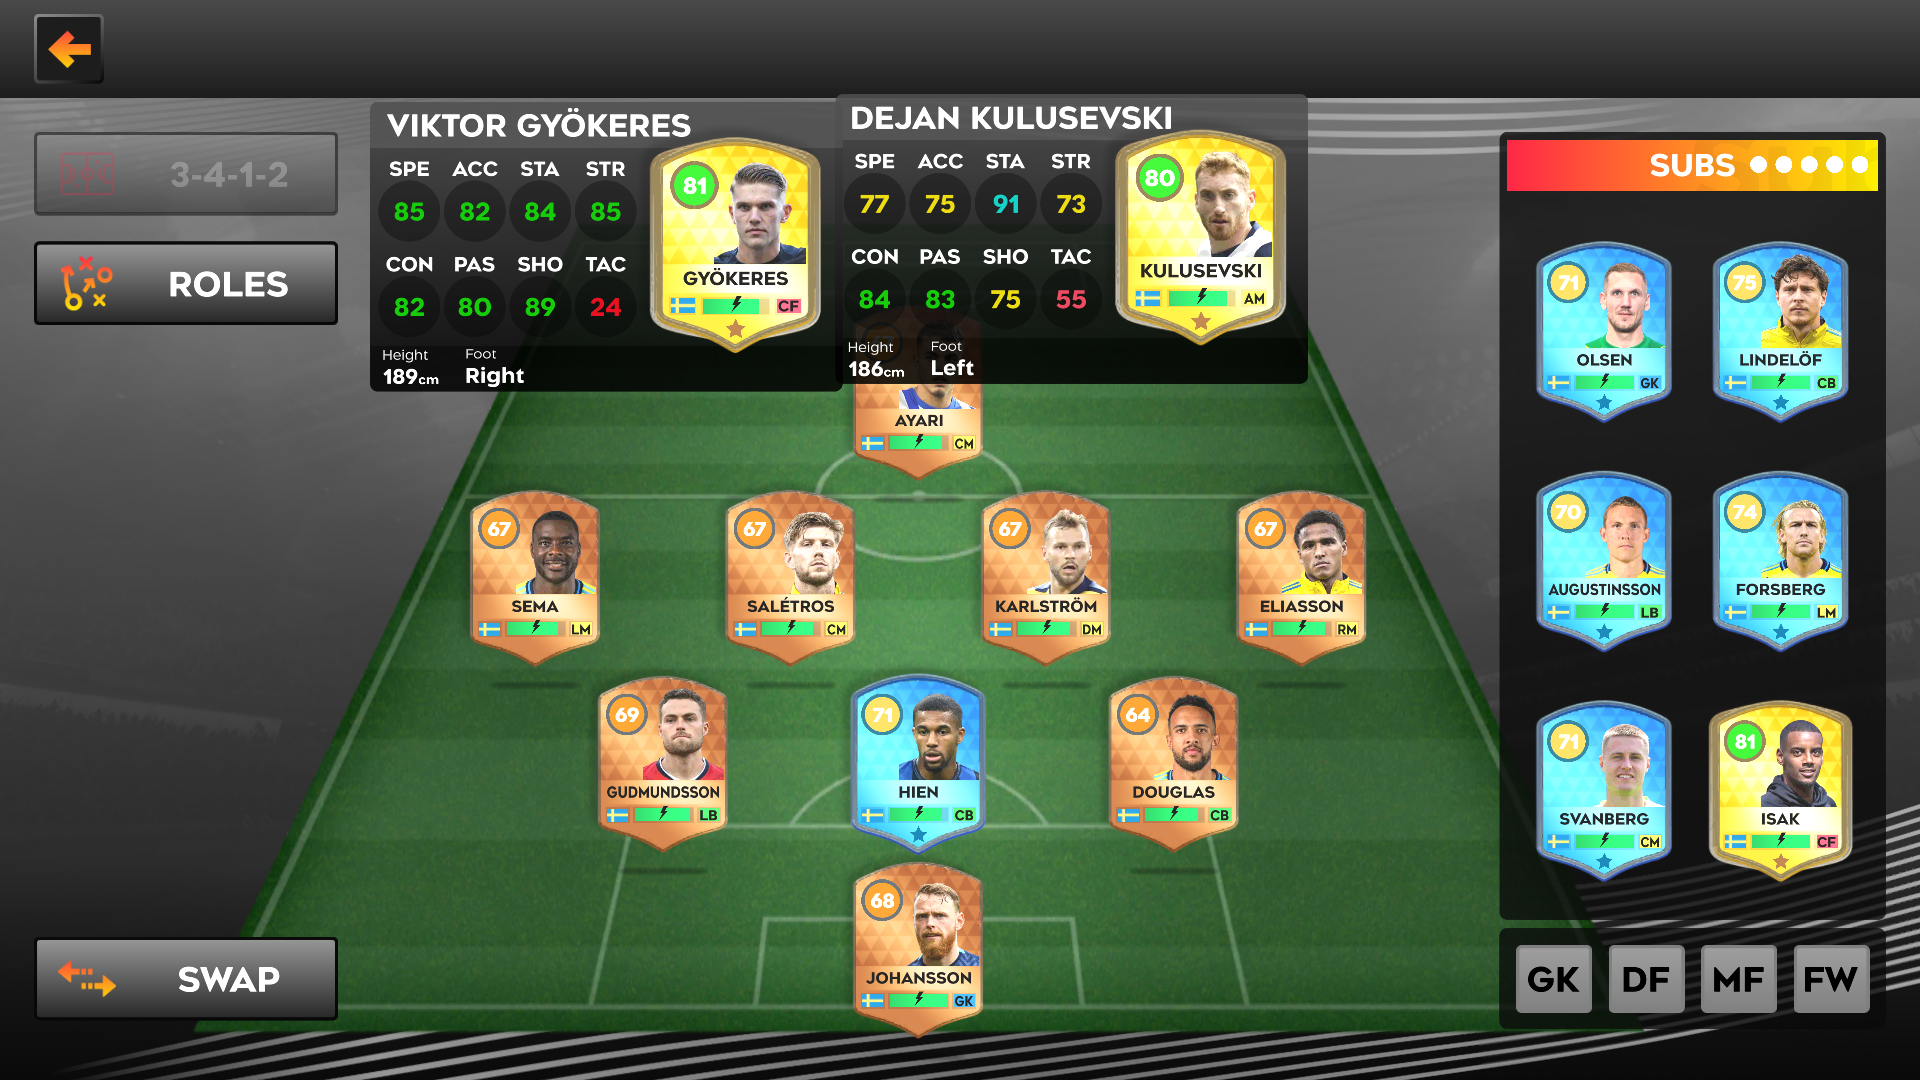 3-4-1-2
ROLES
VIKTOR GYÖKERES
SPE ACC STA STR
85 82 84 85
CON PAS SHO TAC
82 80 89 24
Height Foot
189cm Right
81
GYÖKERES
CF
DEJAN KULUSEVSKI
SPE ACC STA STR
77 75 91 73
CON PAS SHO TAC
84 83 75 55
Height Foot
186cm Left
80
KULUSEVSKI
AM
SUBS
71
OLSEN
GK
75
LINDELÖF
CB
70
AUGUSTINSSON
LB
74
FORSBERG
LM
71
SVANBERG
CM
81
ISAK
CF
AYARI
CM
67
SEMA
LM
67
SALÉTROS
CM
67
KARLSTRÖM
DM
67
ELIASSON
RM
69
GUDMUNDSSON
LB
71
HIEN
CB
64
DOUGLAS
CB
68
JOHANSSON
GK
SWAP
GK DF MF FW